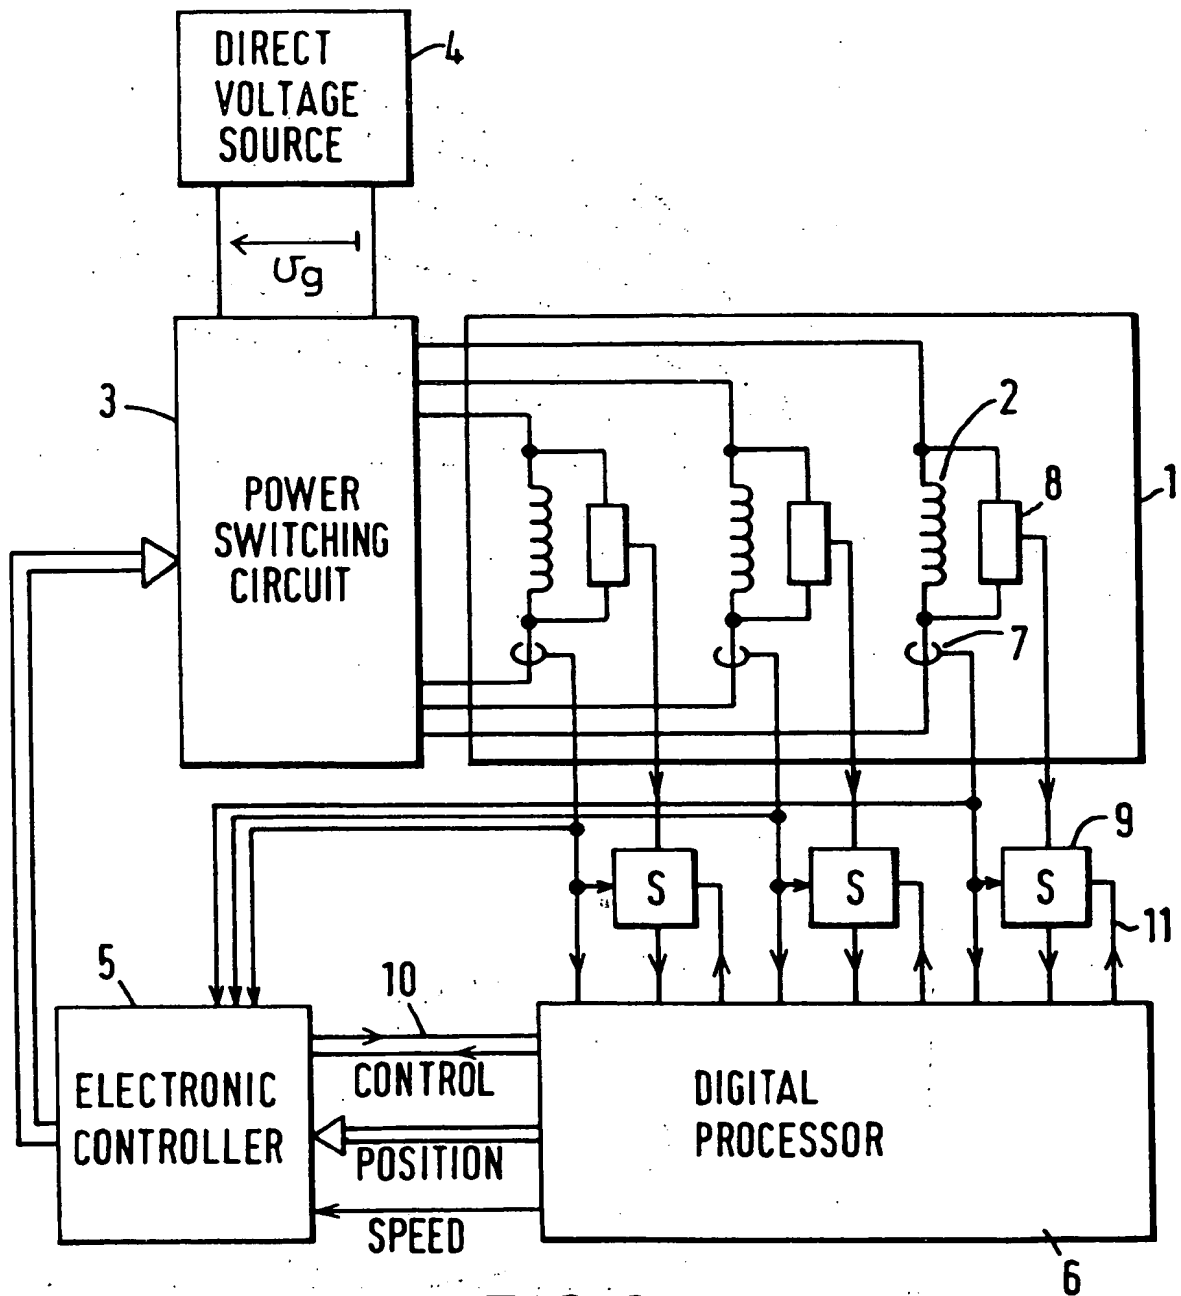 DIRECT
VOLTAGE
SOURCE
4
υg
3
POWER
SWITCHING
CIRCUIT
2
8
1
7
S
S
S
9
11
5
10
ELECTRONIC
CONTROLLER
CONTROL
POSITION
SPEED
DIGITAL
PROCESSOR
6